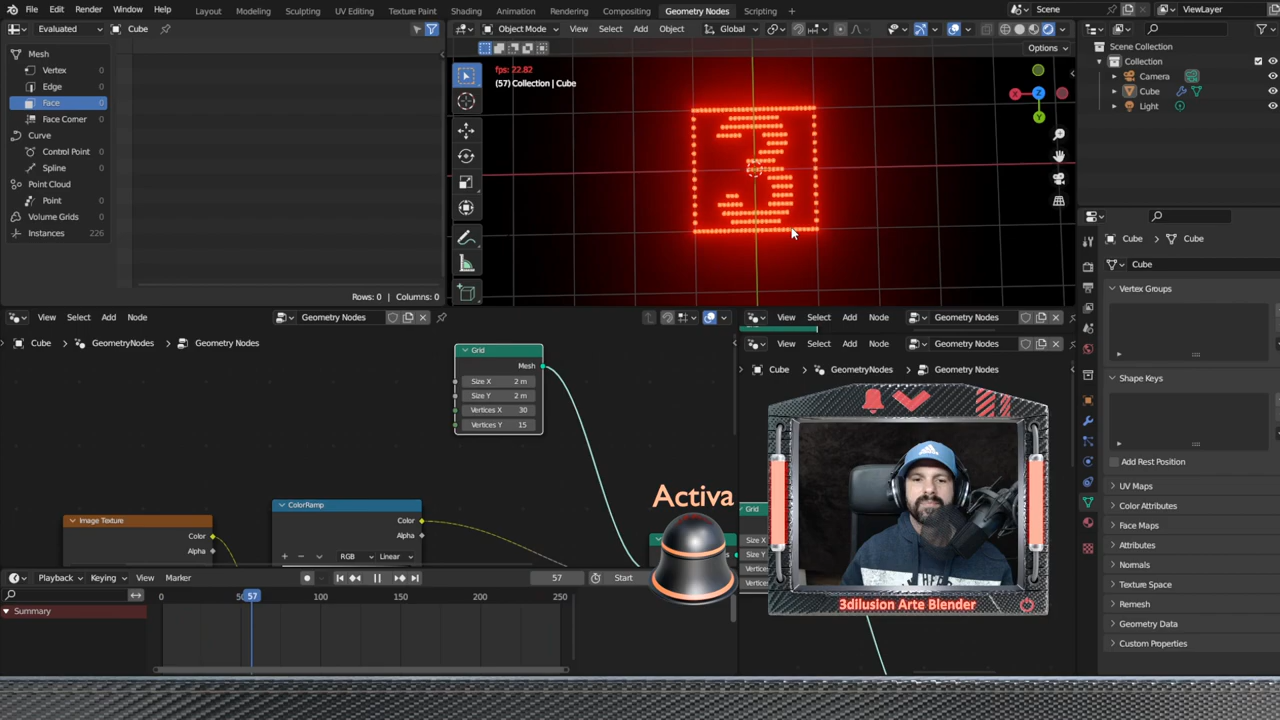 File Edit Render Window Help Layout Modeling Sculpting UV Editing Texture Paint Shading Animation Rendering Compositing Geometry Nodes Scripting + Scene ViewLayer
Evaluated Cube
Object Mode View Select Add Object Global
Options
Mesh
Vertex 0
Edge 0
Face 0
Face Corner 0
Curve
Control Point 0
Spline 0
Point Cloud
Point 0
Volume Grids
Instances 226
Rows: 0 | Columns: 0
fps: 22.82
(57) Collection | Cube
X
Z
Y
3
Scene Collection
Collection
Camera
Cube
Light
View Select Add Node Geometry Nodes
Cube GeometryNodes Geometry Nodes
Grid
Mesh
Size X 2 m
Size Y 2 m
Vertices X 30
Vertices Y 15
Image Texture
Color
Alpha
ColorRamp
Color
Alpha
RGB Linear
View Select Add Node Geometry Nodes
View Select Add Node Geometry Nodes
Cube GeometryNodes Geometry Nodes
Grid
Size X
Size Y
Activa
3dilusion Arte Blender
Cube Cube
Cube
Vertex Groups
Shape Keys
Add Rest Position
UV Maps
Color Attributes
Face Maps
Attributes
Normals
Texture Space
Remesh
Geometry Data
Custom Properties
Playback Keying View Marker 57 Start
0 57 100 150 200 250
Summary